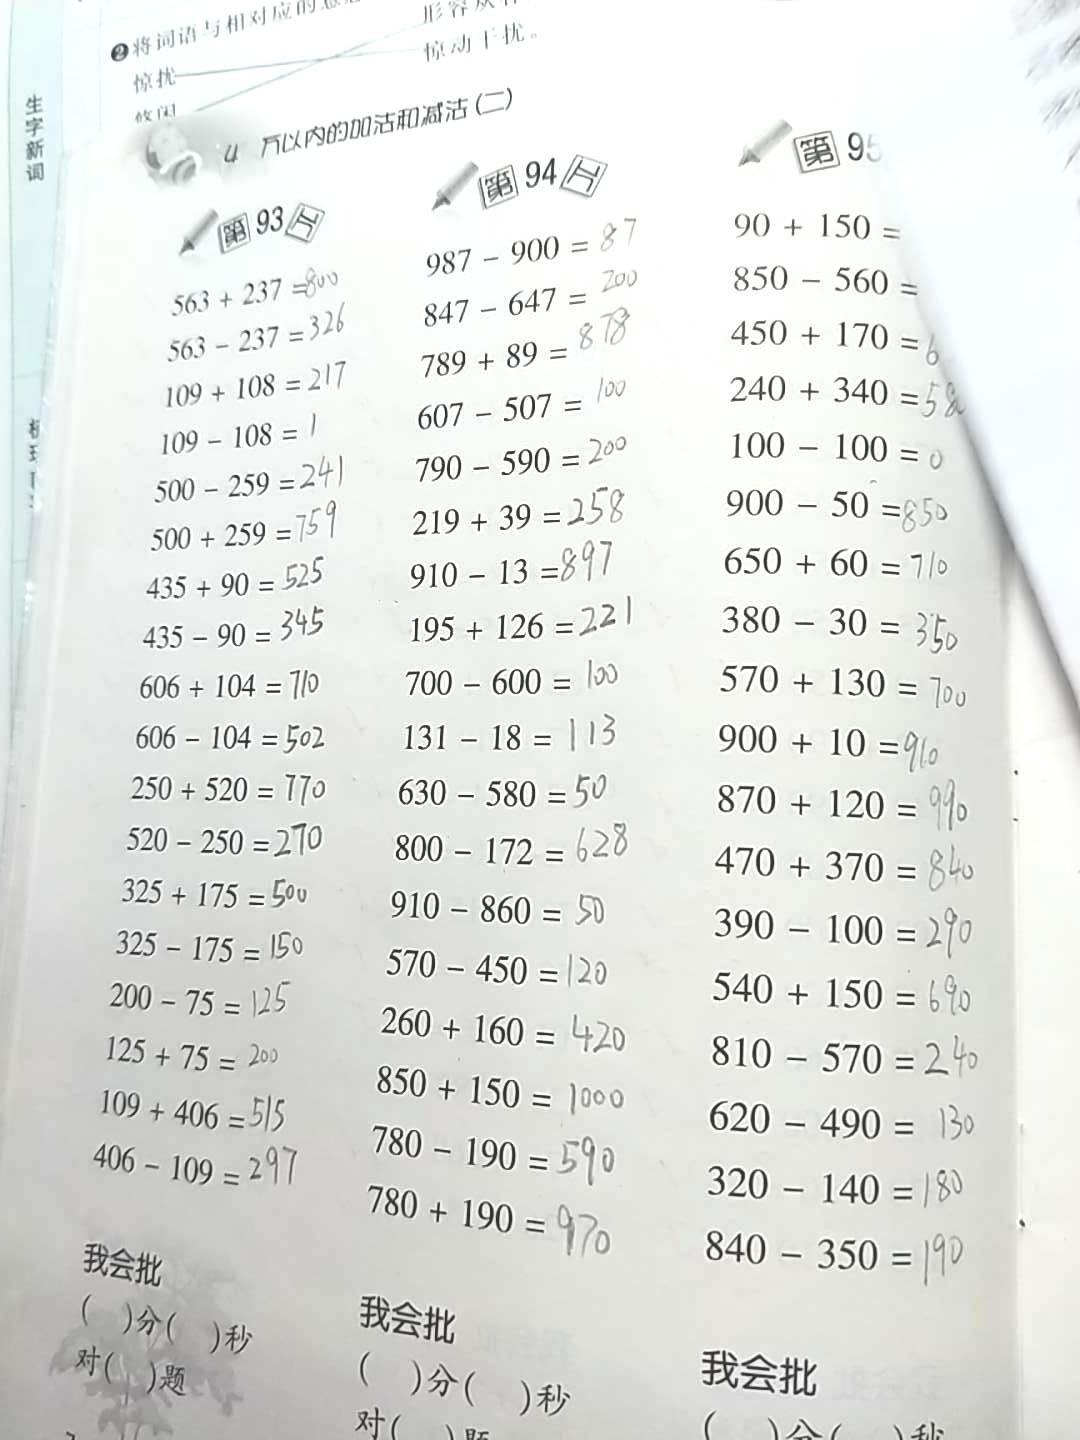 ❷将词语与相对应的意
惊扰
惊动干扰。
悠闲
生字新词
4 万以内的加法和减法(二)
第93天
563 + 237 =800
563 - 237 =326
109 + 108 =217
109 - 108 = 1
500 - 259 =241
500 + 259 =759
435 + 90 = 525
435 - 90 = 345
606 + 104 =710
606 - 104 =502
250 + 520 = 770
520 - 250 =270
325 + 175 =500
325 - 175 =150
200 - 75 = 125
125 + 75 = 200
109 + 406 =515
406 - 109 = 297
我会批
( )分( )秒
对( )题
第94天
987 - 900 = 87
847 - 647 = 200
789 + 89 = 878
607 - 507 = 100
790 - 590 =200
219 + 39 =258
910 - 13 =897
195 + 126 =221
700 - 600 = 100
131 - 18 = 113
630 - 580 =50
800 - 172 = 628
910 - 860 = 50
570 - 450 =120
260 + 160 = 420
850 + 150 = 1000
780 - 190 =590
780 + 190 = 970
我会批
( )分( )秒
对( )题
第95
90 + 150 =
850 - 560 =
450 + 170 =6
240 + 340 =58
100 - 100 = 0
900 - 50 =850
650 + 60 = 710
380 - 30 = 350
570 + 130 = 700
900 + 10 =910
870 + 120 = 990
470 + 370 = 840
390 - 100 = 290
540 + 150 = 690
810 - 570 = 240
620 - 490 = 130
320 - 140 = 180
840 - 350 = 190
我会批
( )分( )秒